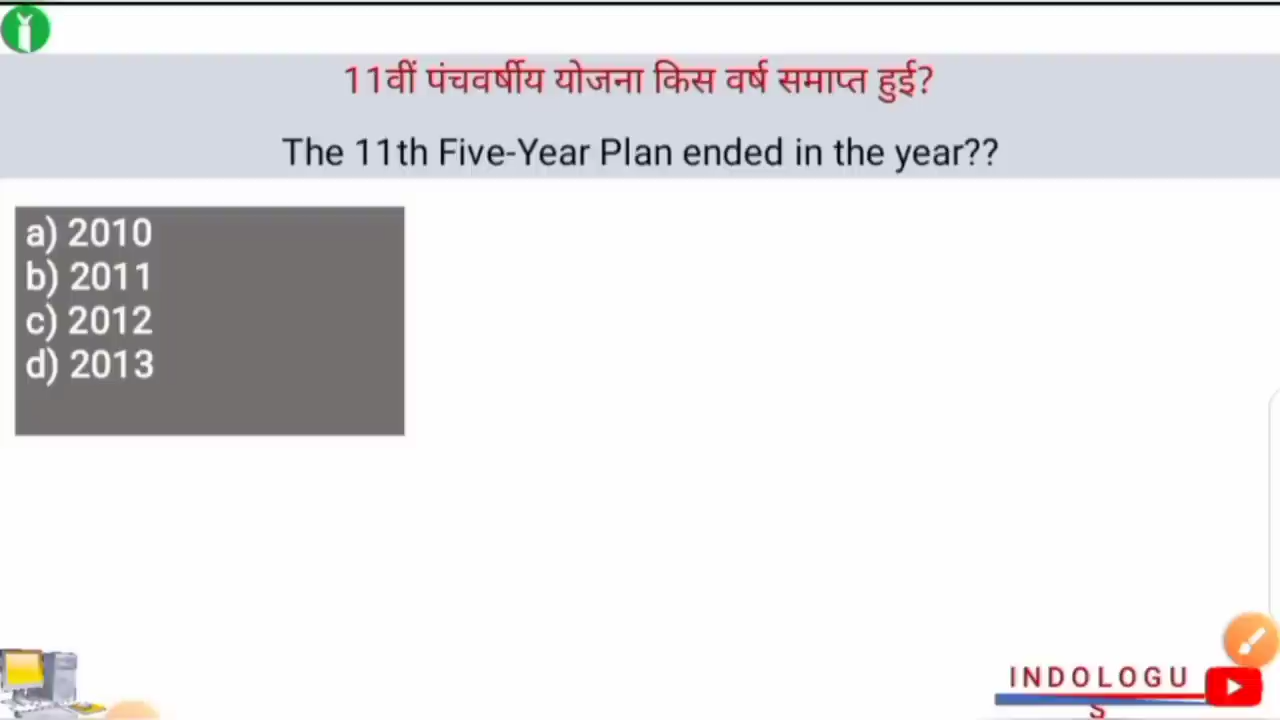 11वीं पंचवर्षीय योजना किस वर्ष समाप्त हुई?
The 11th Five-Year Plan ended in the year??
a) 2010
b) 2011
c) 2012
d) 2013
INDOLOGU
S